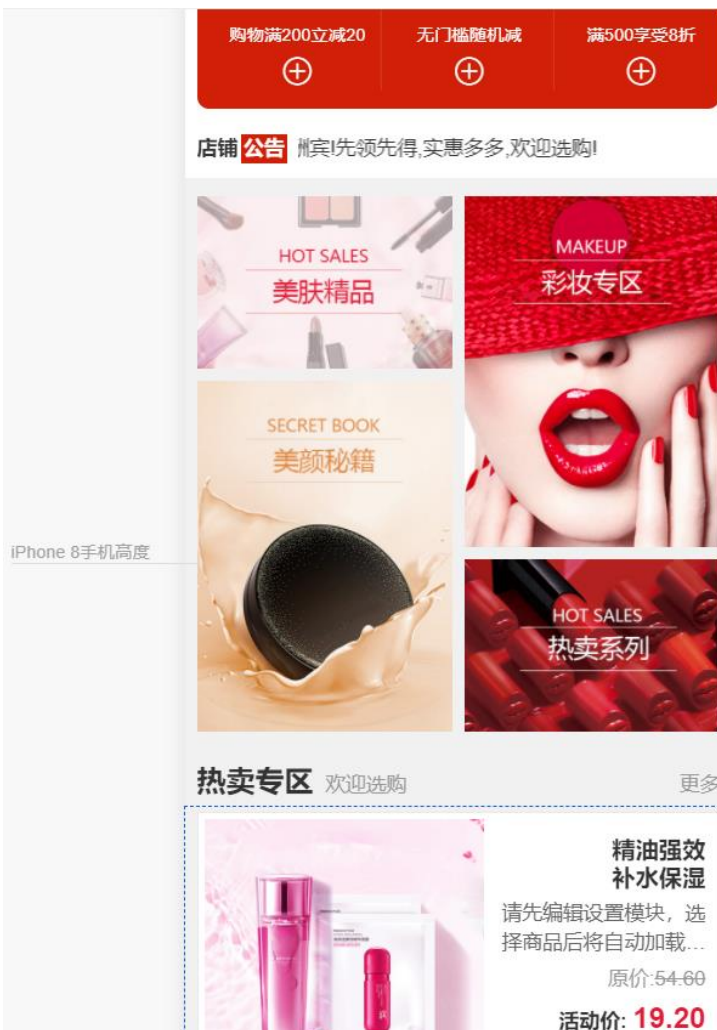 购物满200立减20 无门槛随机减 满500享受8折
店铺 公告 宾!先领先得,实惠多多,欢迎选购!
HOT SALES
美肤精品
MAKEUP
彩妆专区
SECRET BOOK
美颜秘籍
iPhone 8手机高度
HOT SALES
热卖系列
热卖专区 欢迎选购 更多
精油强效
补水保湿
请先编辑设置模块，选
择商品后将自动加载…
原价:54.60
活动价: 19.20